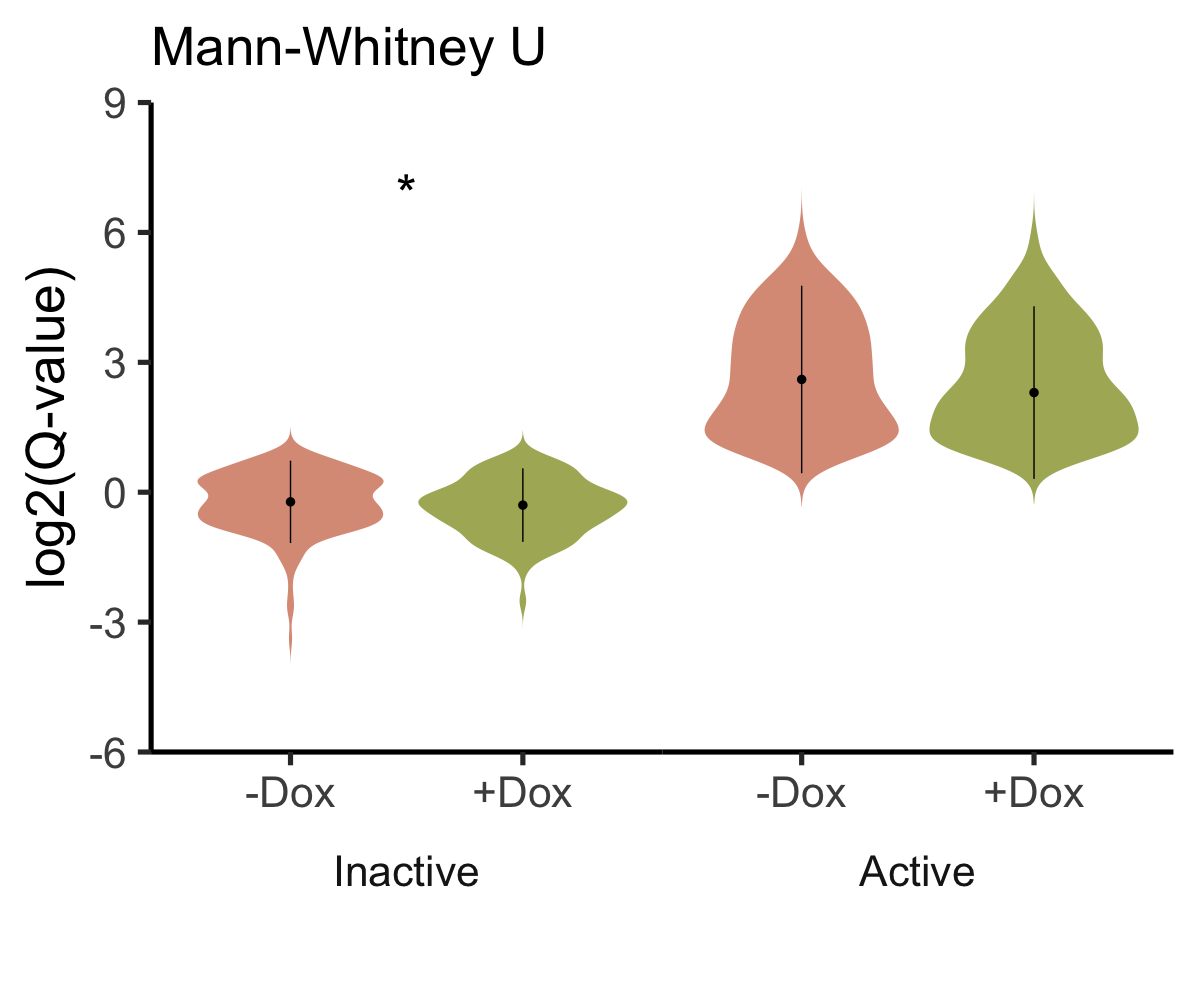 Mann-Whitney U
9
*
6
3
0
-3
-6
log2(Q-value)
-Dox +Dox -Dox +Dox
Inactive Active